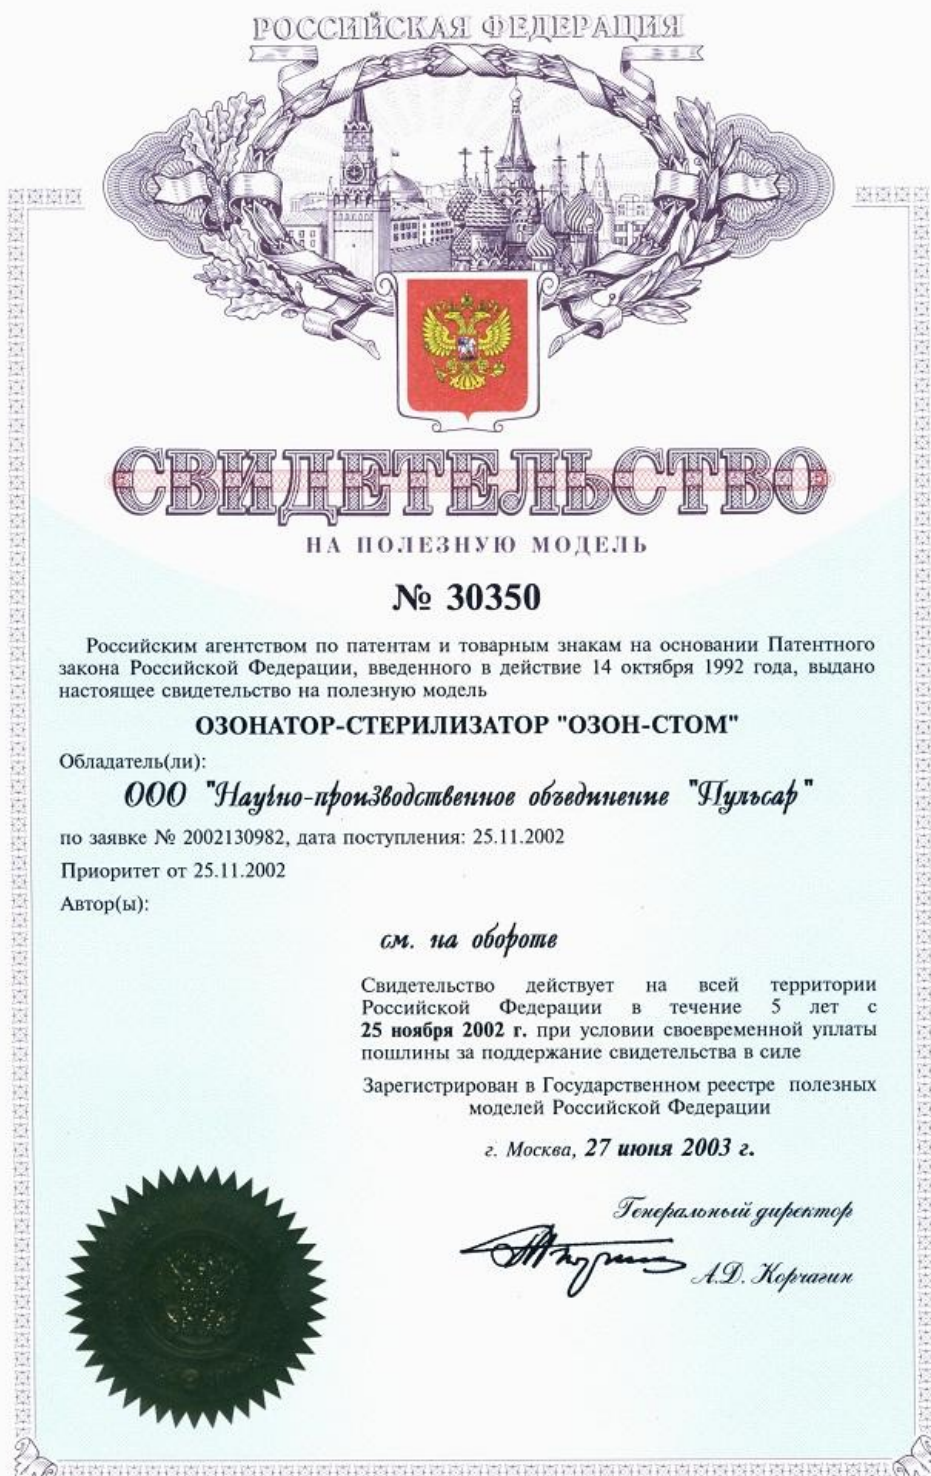 РОССИЙСКАЯ ФЕДЕРАЦИЯ
СВИДЕТЕЛЬСТВО
НА ПОЛЕЗНУЮ МОДЕЛЬ
№ 30350
Российским агентством по патентам и товарным знакам на основании Патентного
закона Российской Федерации, введенного в действие 14 октября 1992 года, выдано
настоящее свидетельство на полезную модель
ОЗОНАТОР-СТЕРИЛИЗАТОР "ОЗОН-СТОМ"
Обладатель(ли):
ООО "Научно-производственное объединение "Пульсар"
по заявке № 2002130982, дата поступления: 25.11.2002
Приоритет от 25.11.2002
Автор(ы):
см. на обороте
Свидетельство действует на всей территории
Российской Федерации в течение 5 лет с
25 ноября 2002 г. при условии своевременной уплаты
пошлины за поддержание свидетельства в силе
Зарегистрирован в Государственном реестре полезных
моделей Российской Федерации
г. Москва, 27 июня 2003 г.
Генеральный директор
А.Д. Корчагин